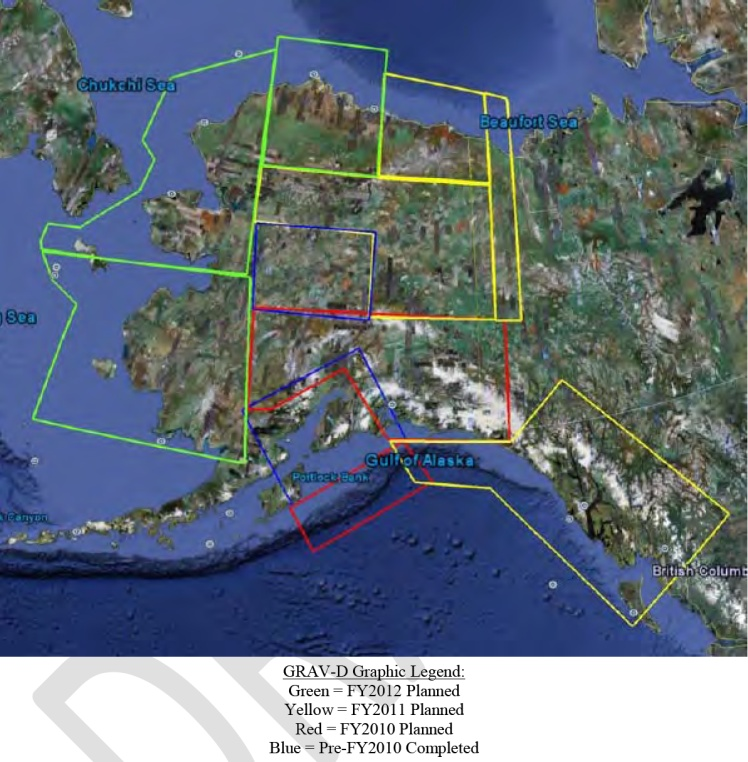 Chukchi Sea
Beaufort Sea
Sea
Gulf of Alaska
Portlock Bank
Canyon
British Columb
GRAV-D Graphic Legend:
Green = FY2012 Planned
Yellow = FY2011 Planned
Red = FY2010 Planned
Blue = Pre-FY2010 Completed